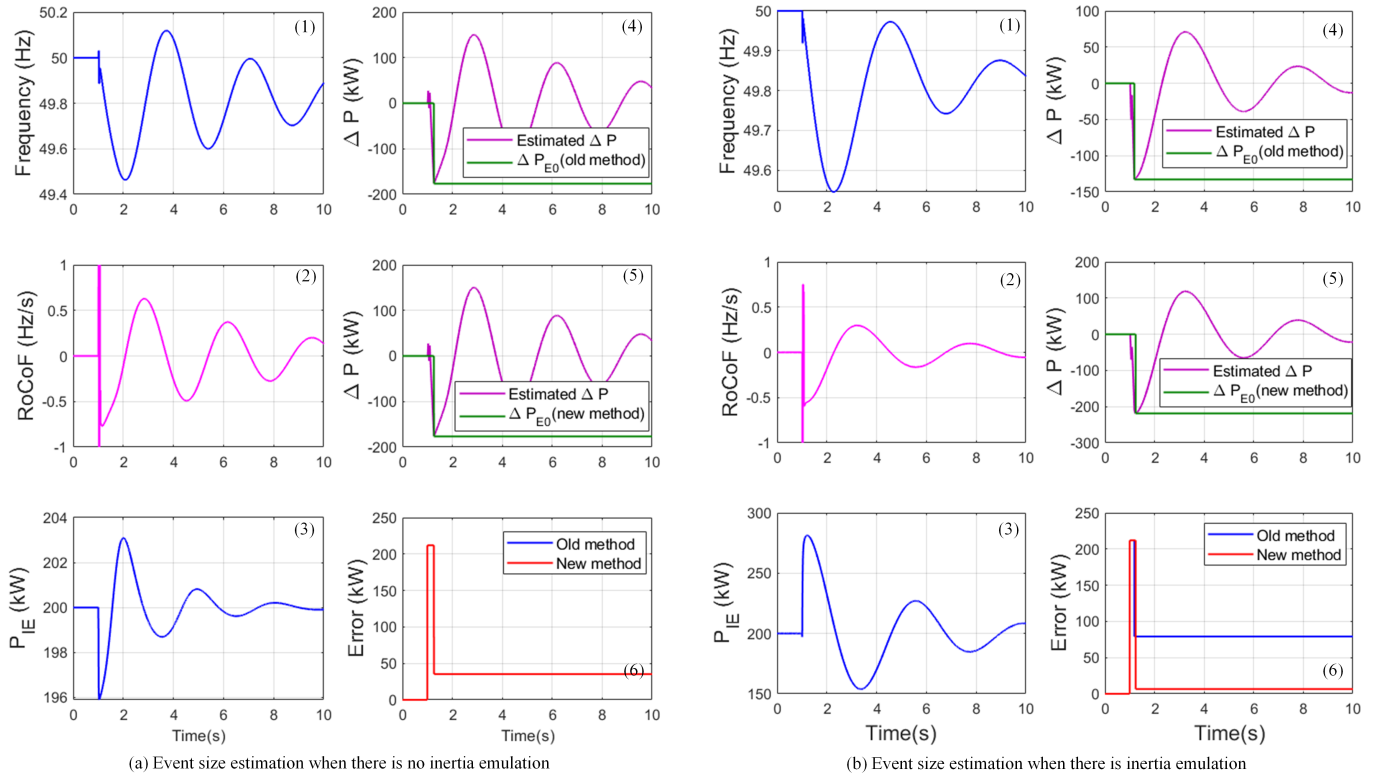 (1)
50.2
50
49.8
49.6
49.4
Frequency (Hz)
0 2 4 6 8 10
(4)
200
100
0
-100
-200
Δ P (kW)
Estimated Δ P
Δ P_E0(old method)
0 2 4 6 8 10
(2)
1
0.5
0
-0.5
-1
RoCoF (Hz/s)
0 2 4 6 8 10
(5)
200
100
0
-100
-200
Δ P (kW)
Estimated Δ P
Δ P_E0(new method)
0 2 4 6 8 10
(3)
204
202
200
198
196
P_IE (kW)
0 2 4 6 8 10
Time(s)
250
200
150
100
50
0
Error (kW)
Old method
New method
(6)
0 2 4 6 8 10
Time(s)
(a) Event size estimation when there is no inertia emulation
(1)
50
49.9
49.8
49.7
49.6
Frequency (Hz)
0 2 4 6 8 10
(4)
100
50
0
-50
-100
-150
Δ P (kW)
Estimated Δ P
Δ P_E0(old method)
0 2 4 6 8 10
(2)
1
0.5
0
-0.5
-1
RoCoF (Hz/s)
0 2 4 6 8 10
(5)
200
100
0
-100
-200
-300
Δ P (kW)
Estimated Δ P
Δ P_E0(new method)
0 2 4 6 8 10
(3)
300
250
200
150
P_IE (kW)
0 2 4 6 8 10
Time(s)
250
200
150
100
50
0
Error (kW)
Old method
New method
(6)
0 2 4 6 8 10
Time(s)
(b) Event size estimation when there is inertia emulation